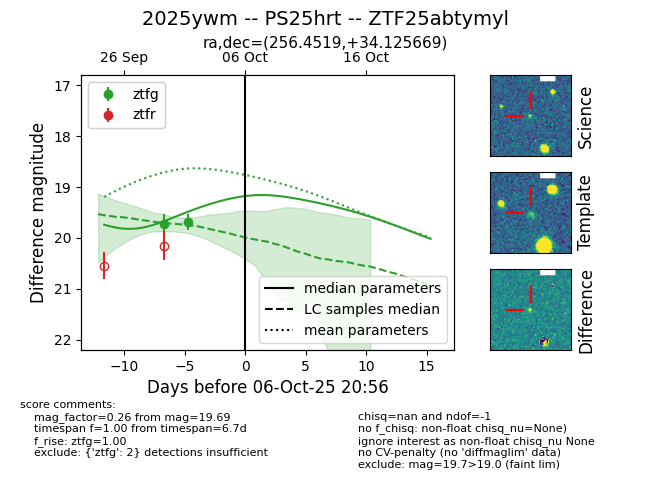 2025ywm -- PS25hrt -- ZTF25abtymyl
ra,dec=(256.4519,+34.125669)
26 Sep
06 Oct
16 Oct
17
18
19
20
21
22
Difference magnitude
ztfg
ztfr
median parameters
LC samples median
mean parameters
−10
−5
0
5
10
15
Days before 06-Oct-25 20:56
Science
Template
Difference
score comments:
mag_factor=0.26 from mag=19.69
timespan f=1.00 from timespan=6.7d
f_rise: ztfg=1.00
exclude: {'ztfg': 2} detections insufficient
chisq=nan and ndof=-1
no f_chisq: non-float chisq_nu=None)
ignore interest as non-float chisq_nu None
no CV-penalty (no 'diffmaglim' data)
exclude: mag=19.7>19.0 (faint lim)